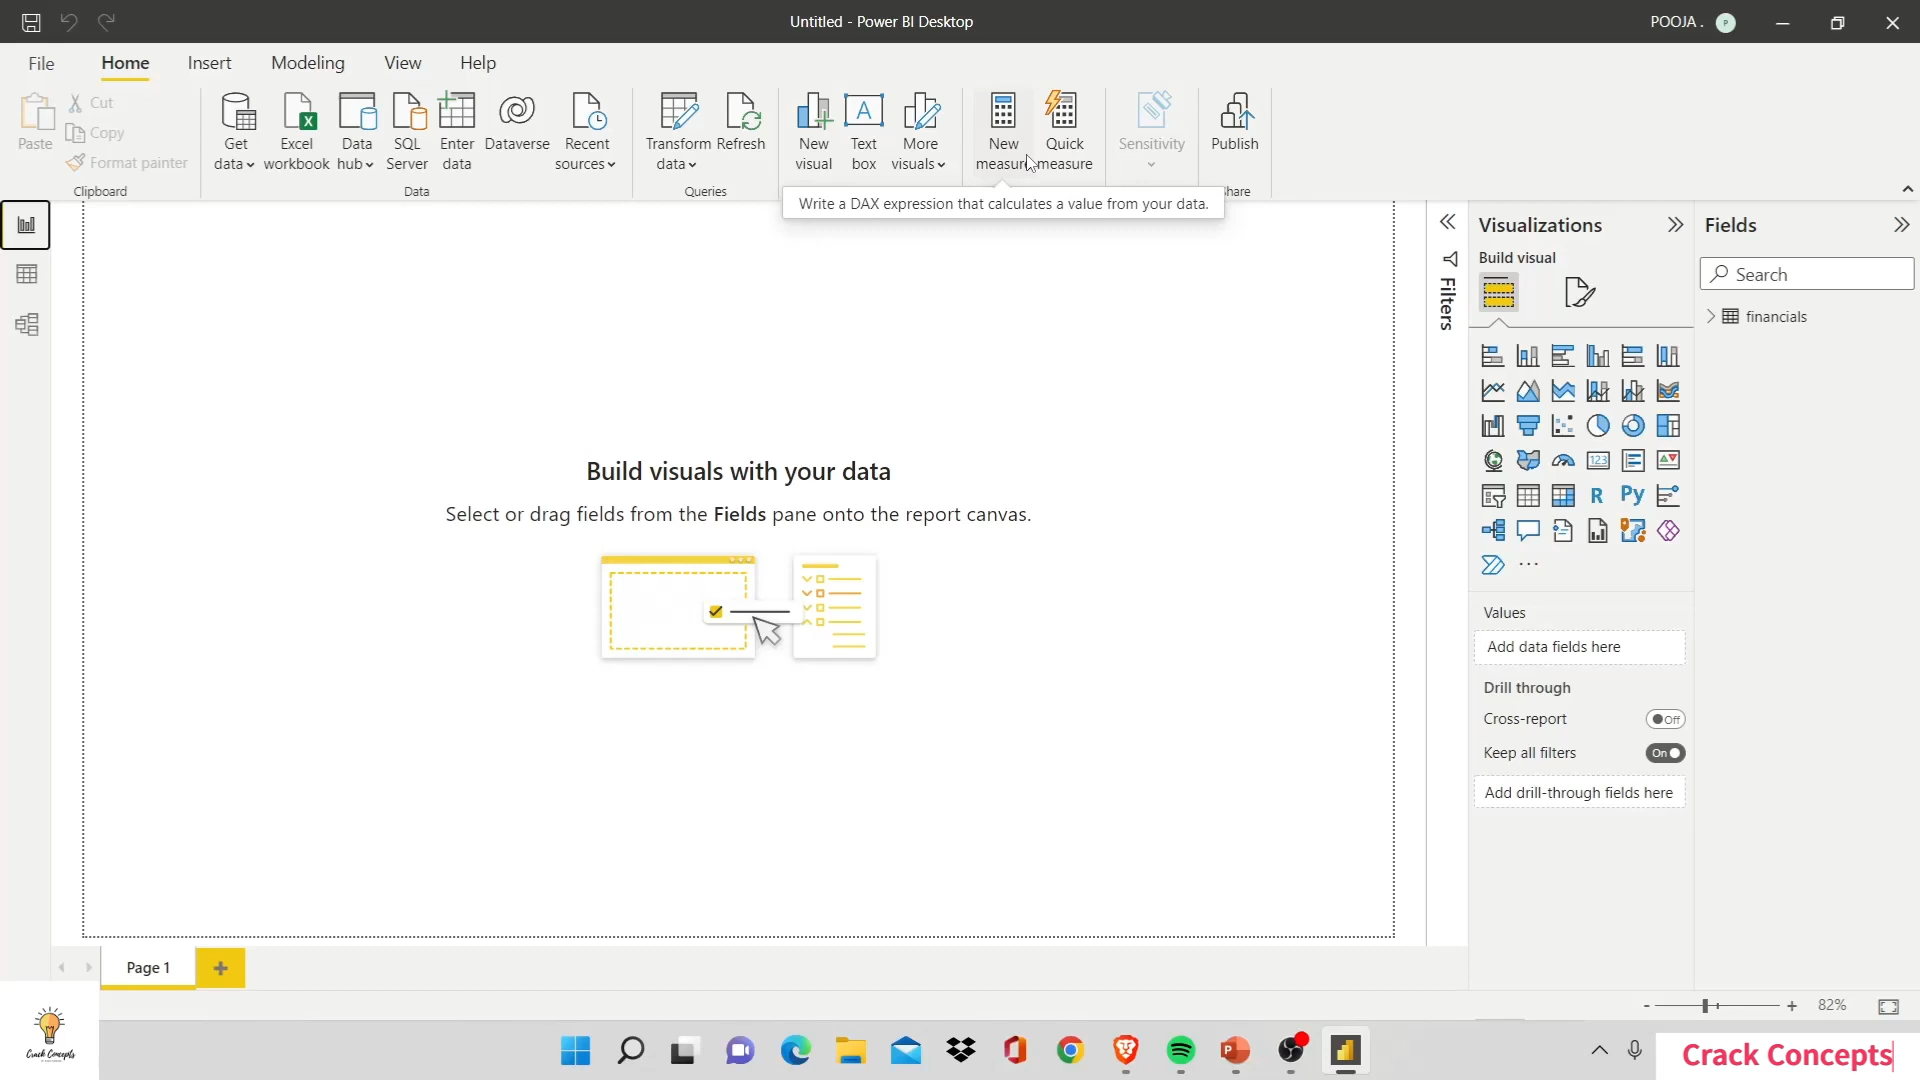 Untitled - Power BI Desktop
POOJA .
P
File
Home
Insert
Modeling
View
Help
Paste
Cut
Copy
Format painter
Clipboard
Get data
Excel workbook
Data hub
SQL Server
Enter data
Dataverse
Recent sources
Data
Transform data
Refresh
Queries
New visual
Text box
More visuals
New measure
Quick measure
Sensitivity
Publish
Write a DAX expression that calculates a value from your data.
Filters
Visualizations
Build visual
Fields
Search
financials
123
R
Py
Build visuals with your data
Select or drag fields from the Fields pane onto the report canvas.
Values
Add data fields here
Drill through
Cross-report
Off
Keep all filters
On
Add drill-through fields here
Page 1
82%
Crack Concepts
Crack Concepts